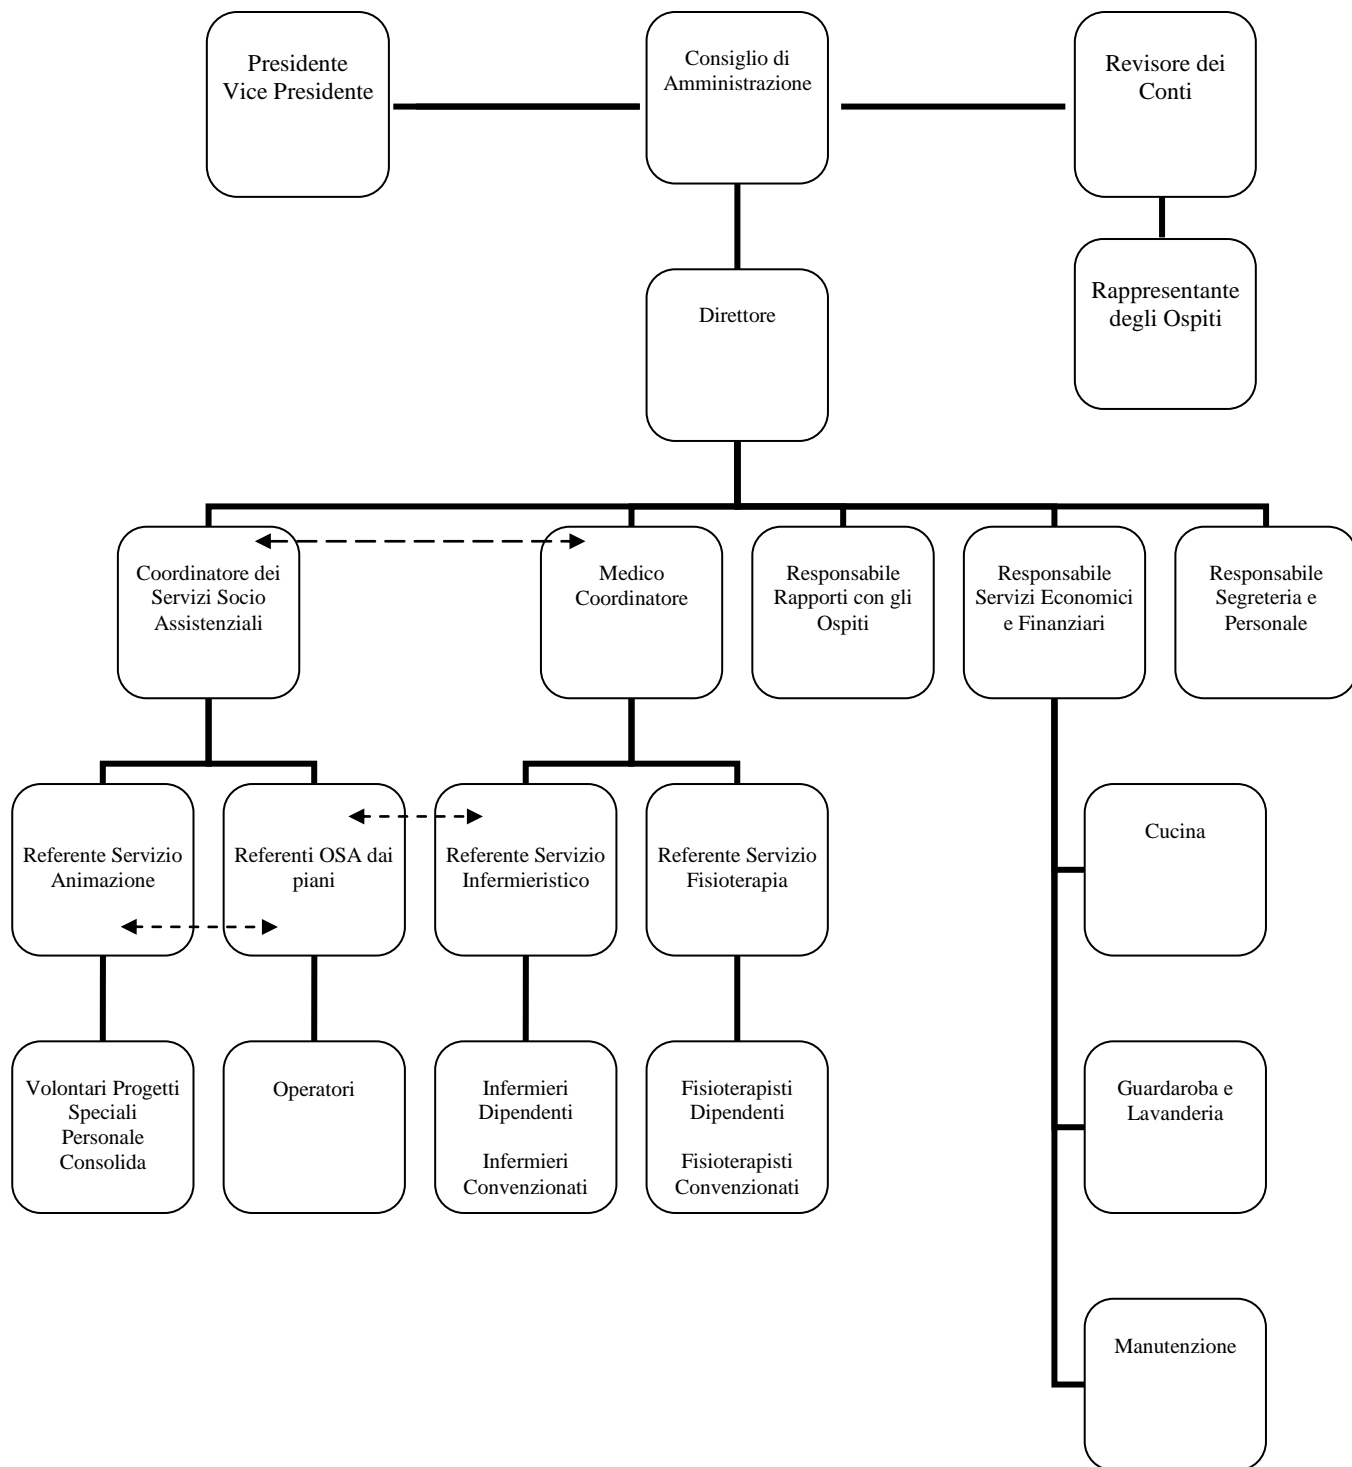 Presidente
Vice Presidente
Consiglio di
Amministrazione
Revisore dei
Conti
Rappresentante
degli Ospiti
Direttore
Coordinatore dei
Servizi Socio
Assistenziali
Medico
Coordinatore
Responsabile
Rapporti con gli
Ospiti
Responsabile
Servizi Economici
e Finanziari
Responsabile
Segreteria e
Personale
Referente Servizio
Animazione
Referenti OSA dai
piani
Referente Servizio
Infermieristico
Referente Servizio
Fisioterapia
Cucina
Volontari Progetti
Speciali
Personale
Consolida
Operatori
Infermieri
Dipendenti
Infermieri
Convenzionati
Fisioterapisti
Dipendenti
Fisioterapisti
Convenzionati
Guardaroba e
Lavanderia
Manutenzione